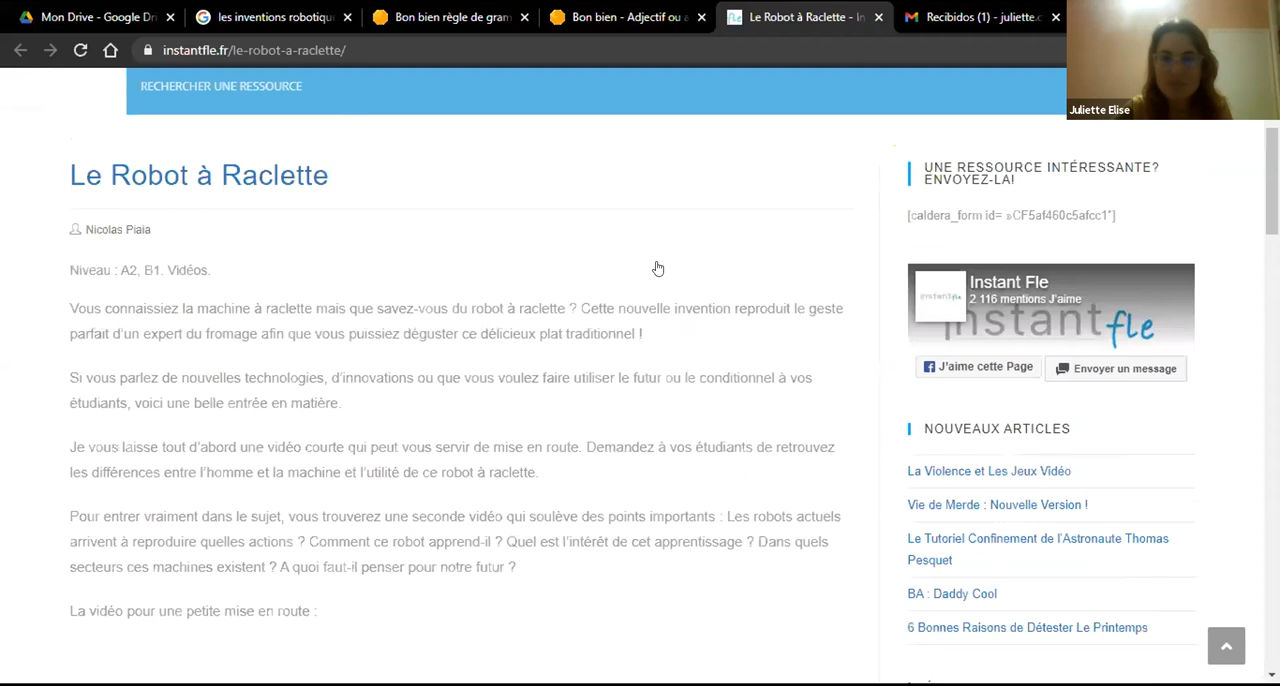 Mon Drive - Google Dri
les inventions robotiqu
Bon bien règle de gram
Bon bien - Adjectif ou a
Le Robot à Raclette - In
Recibidos (1) - juliette.c
instantfle.fr/le-robot-a-raclette/
Juliette Elise
RECHERCHER UNE RESSOURCE
Le Robot à Raclette
Nicolas Piaia
Niveau : A2, B1. Vidéos.
Vous connaissiez la machine à raclette mais que savez-vous du robot à raclette ? Cette nouvelle invention reproduit le geste
parfait d'un expert du fromage afin que vous puissiez déguster ce délicieux plat traditionnel !
Si vous parlez de nouvelles technologies, d'innovations ou que vous voulez faire utiliser le futur ou le conditionnel à vos
étudiants, voici une belle entrée en matière.
Je vous laisse tout d'abord une vidéo courte qui peut vous servir de mise en route. Demandez à vos étudiants de retrouvez
les différences entre l'homme et la machine et l'utilité de ce robot à raclette.
Pour entrer vraiment dans le sujet, vous trouverez une seconde vidéo qui soulève des points importants : Les robots actuels
arrivent à reproduire quelles actions ? Comment ce robot apprend-il ? Quel est l'intérêt de cet apprentissage ? Dans quels
secteurs ces machines existent ? A quoi faut-il penser pour notre futur ?
La vidéo pour une petite mise en route :
UNE RESSOURCE INTÉRESSANTE?
ENVOYEZ-LA!
[caldera_form id= »CF5af460c5afcc1"]
Instant Fle
2 116 mentions J'aime
instantfle
J'aime cette Page
Envoyer un message
NOUVEAUX ARTICLES
La Violence et Les Jeux Vidéo
Vie de Merde : Nouvelle Version !
Le Tutoriel Confinement de l'Astronaute Thomas
Pesquet
BA : Daddy Cool
6 Bonnes Raisons de Détester Le Printemps